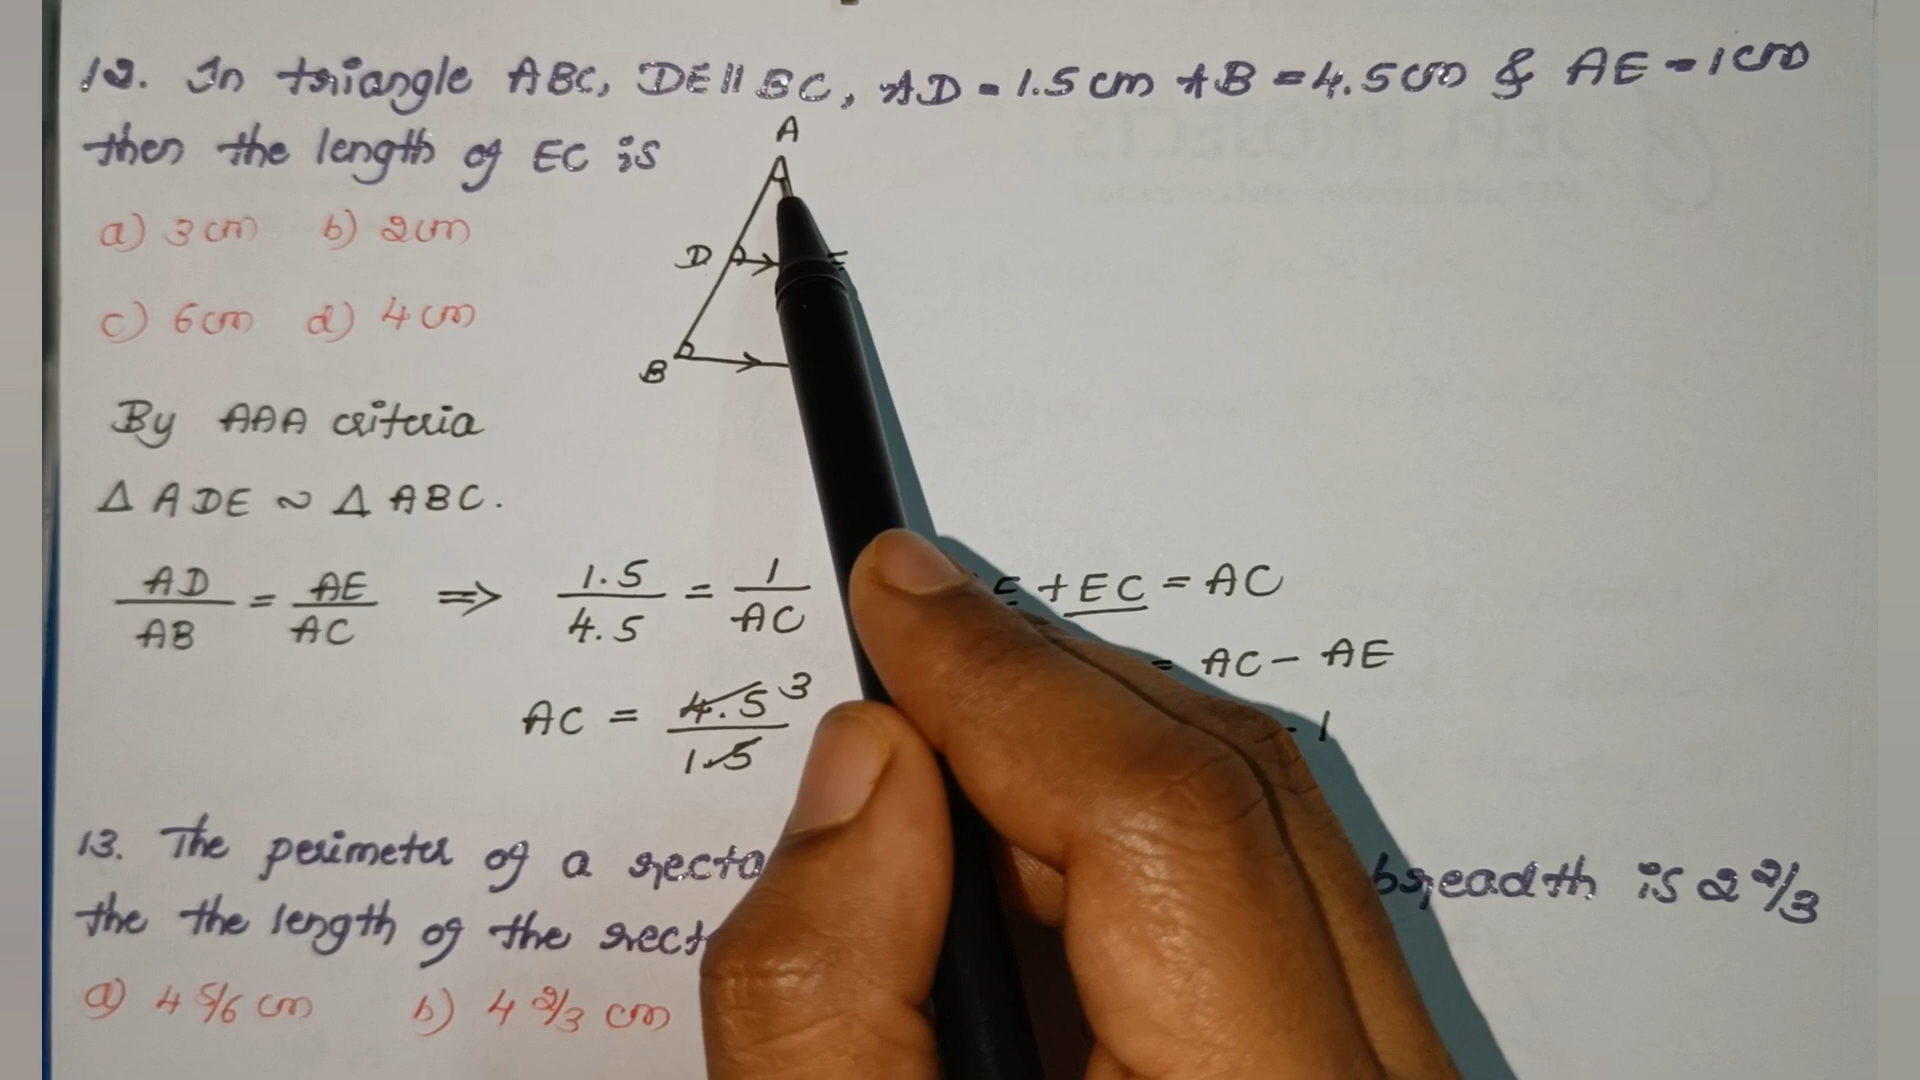 12. In triangle ABC, DE || BC, AD = 1.5 cm AB = 4.5 cm & AE = 1 cm
then the length of EC is
a) 3 cm b) 2 cm
c) 6 cm d) 4 cm
A
D
B
By AAA criteria
Δ ADE ~ Δ ABC.
AD/AB = AE/AC ⇒ 1.5/4.5 = 1/AC
+ EC = AC
= AC - AE
AC = 4.5/1.5 3
- 1
13. The perimeter of a breadth is 2 2/3
the the length of the
a) 4 5/6 cm b) 4 2/3 cm